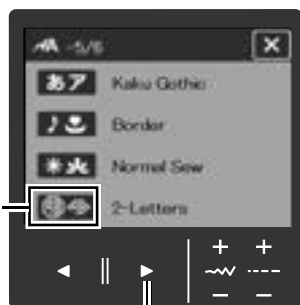 -5/6
あア Kaku Gothic
Border
Normal Sew
2-Letters